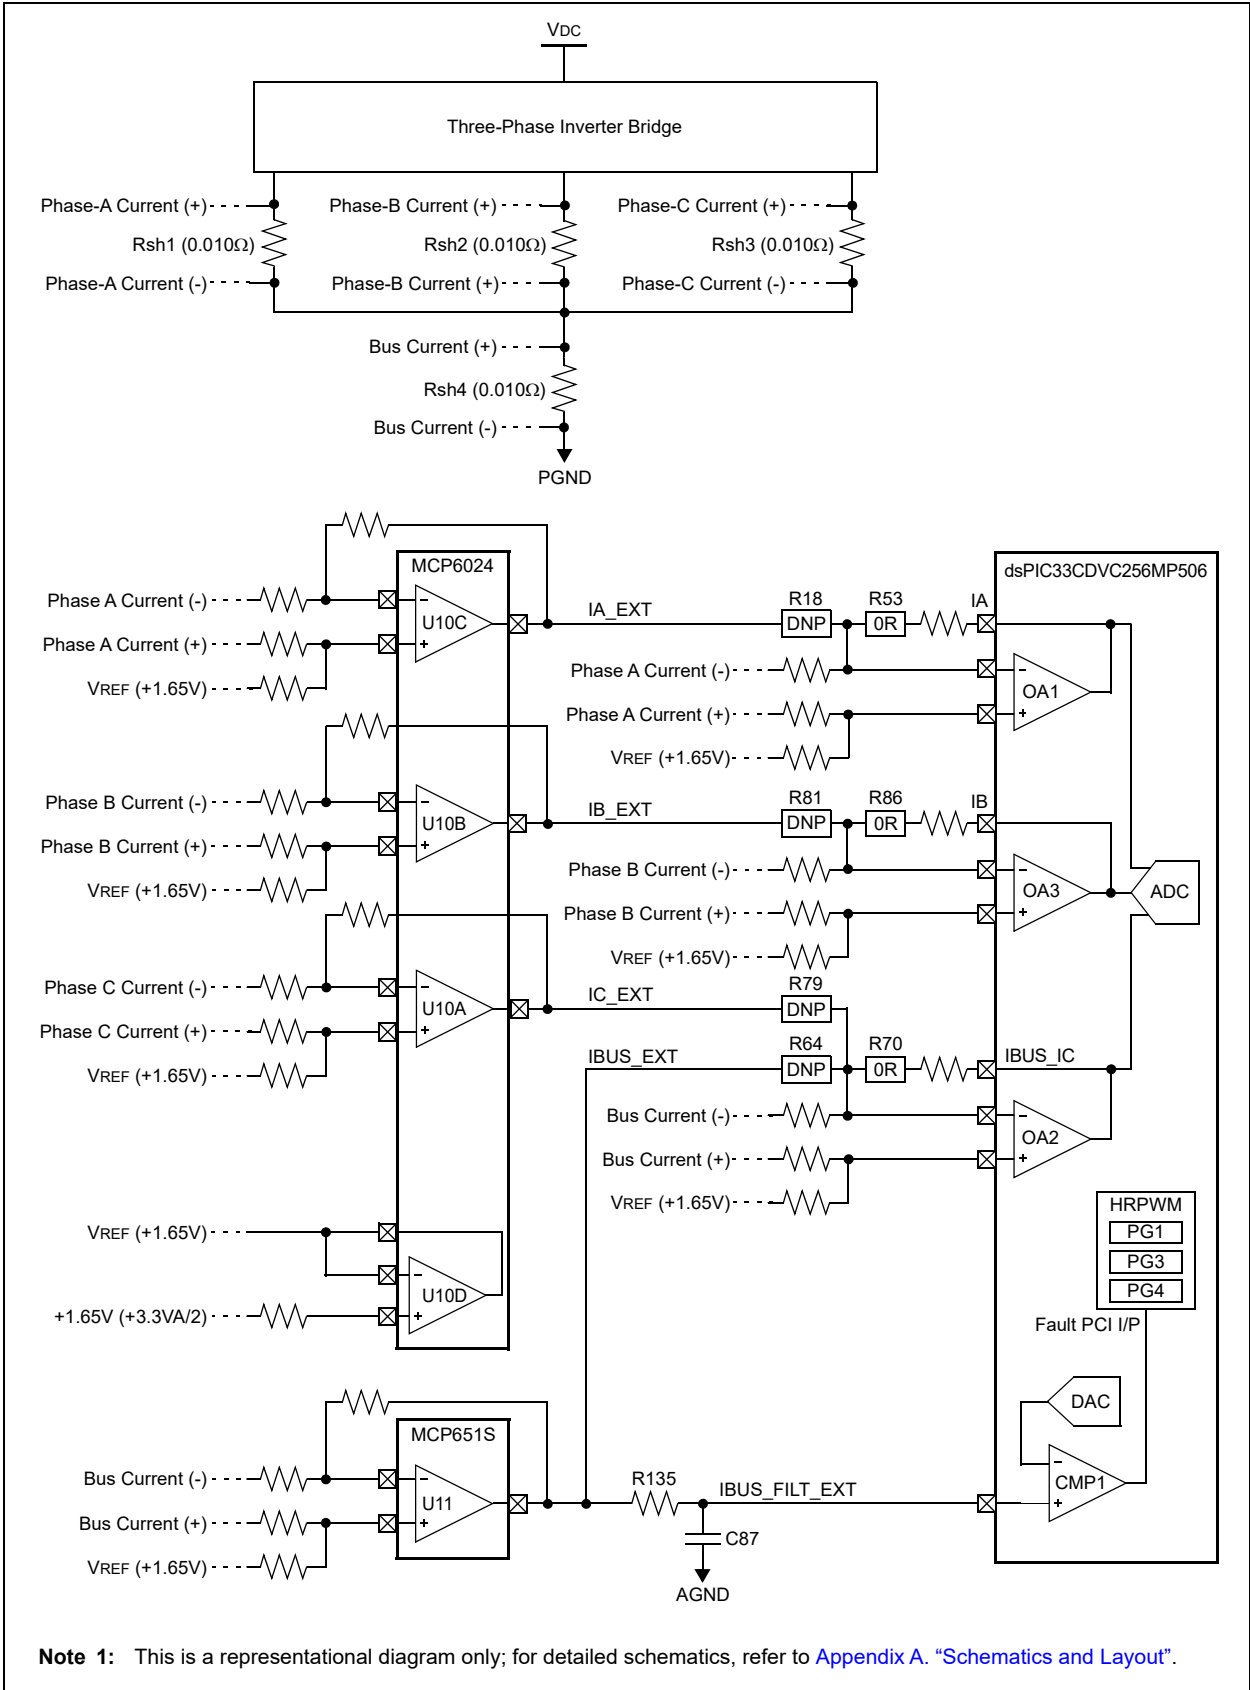 VDC
Three-Phase Inverter Bridge
Phase-A Current (+)
Phase-B Current (+)
Phase-C Current (+)
Rsh1 (0.010Ω)
Rsh2 (0.010Ω)
Rsh3 (0.010Ω)
Phase-A Current (-)
Phase-B Current (+)
Phase-C Current (-)
Bus Current (+)
Rsh4 (0.010Ω)
Bus Current (-)
PGND
MCP6024
Phase A Current (-)
Phase A Current (+)
VREF (+1.65V)
-
U10C
+
Phase B Current (-)
Phase B Current (+)
VREF (+1.65V)
-
U10B
+
Phase C Current (-)
Phase C Current (+)
VREF (+1.65V)
-
U10A
+
VREF (+1.65V)
+1.65V (+3.3VA/2)
-
U10D
+
MCP651S
Bus Current (-)
Bus Current (+)
VREF (+1.65V)
-
U11
+
IA_EXT
R18
DNP
R53
0R
IA
Phase A Current (-)
Phase A Current (+)
VREF (+1.65V)
IB_EXT
R81
DNP
R86
0R
IB
Phase B Current (-)
Phase B Current (+)
VREF (+1.65V)
IC_EXT
R79
DNP
IBUS_EXT
R64
DNP
R70
0R
IBUS_IC
Bus Current (-)
Bus Current (+)
VREF (+1.65V)
R135
IBUS_FILT_EXT
C87
AGND
dsPIC33CDVC256MP506
-
OA1
+
-
OA3
+
ADC
-
OA2
+
HRPWM
PG1
PG3
PG4
Fault PCI I/P
DAC
-
CMP1
+
Note 1: This is a representational diagram only; for detailed schematics, refer to Appendix A. “Schematics and Layout”.